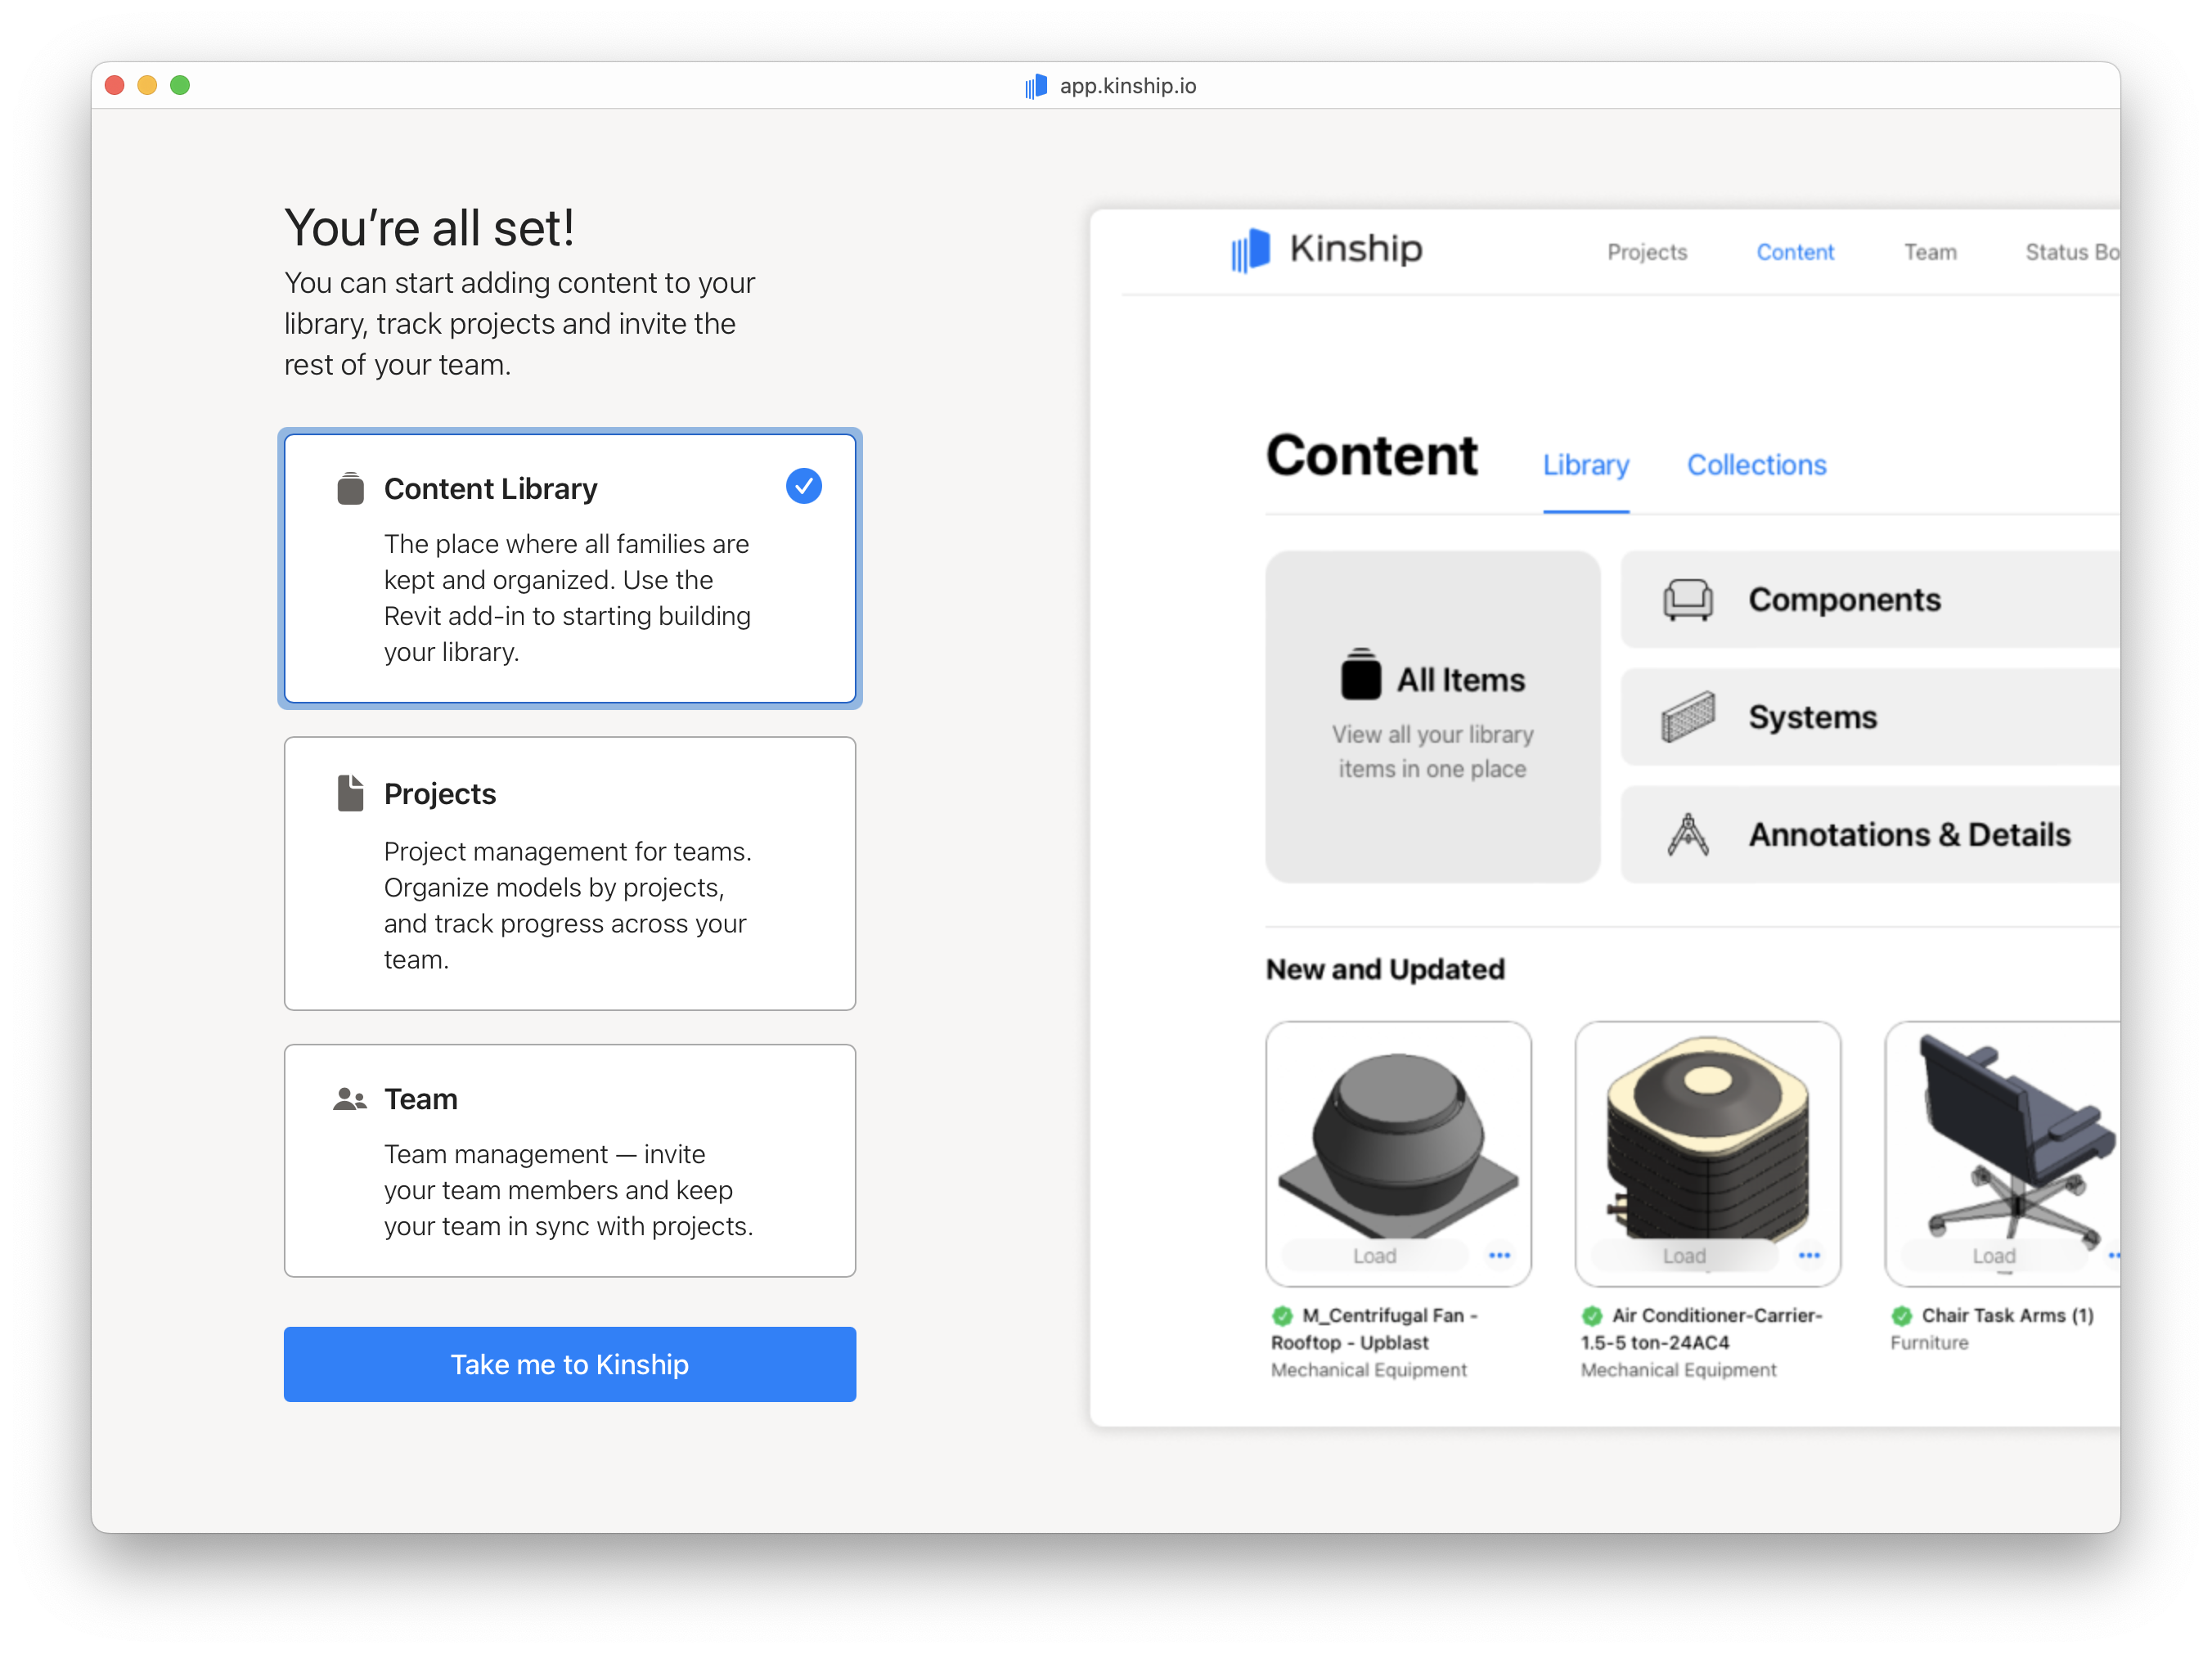 app.kinship.io
You’re all set!
You can start adding content to your
library, track projects and invite the
rest of your team.
Content Library
The place where all families are
kept and organized. Use the
Revit add-in to starting building
your library.
Projects
Project management for teams.
Organize models by projects,
and track progress across your
team.
Team
Team management — invite
your team members and keep
your team in sync with projects.
Take me to Kinship
Kinship
Projects Content Team Status Bo
Content Library Collections
All Items
View all your library
items in one place
Components
Systems
Annotations & Details
New and Updated
Load
M_Centrifugal Fan -
Rooftop - Upblast
Mechanical Equipment
Load
Air Conditioner-Carrier-
1.5-5 ton-24AC4
Mechanical Equipment
Load
Chair Task Arms (1)
Furniture